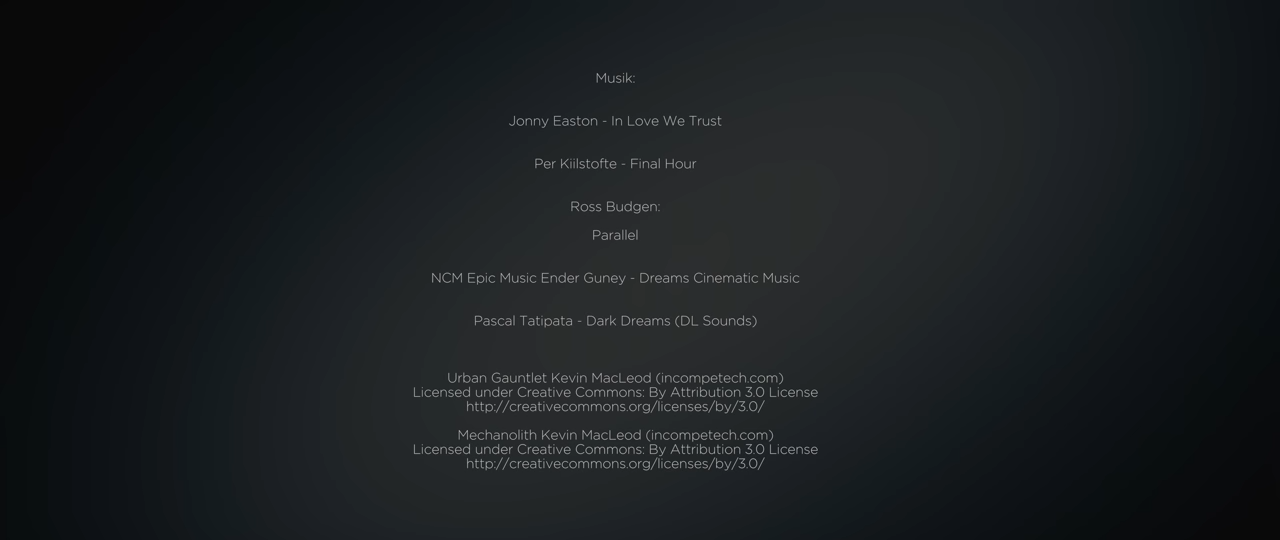 Musik:
Jonny Easton - In Love We Trust
Per Kiilstofte - Final Hour
Ross Budgen:
Parallel
NCM Epic Music Ender Guney - Dreams Cinematic Music
Pascal Tatipata - Dark Dreams (DL Sounds)
Urban Gauntlet Kevin MacLeod (incompetech.com)
Licensed under Creative Commons: By Attribution 3.0 License
http://creativecommons.org/licenses/by/3.0/
Mechanolith Kevin MacLeod (incompetech.com)
Licensed under Creative Commons: By Attribution 3.0 License
http://creativecommons.org/licenses/by/3.0/